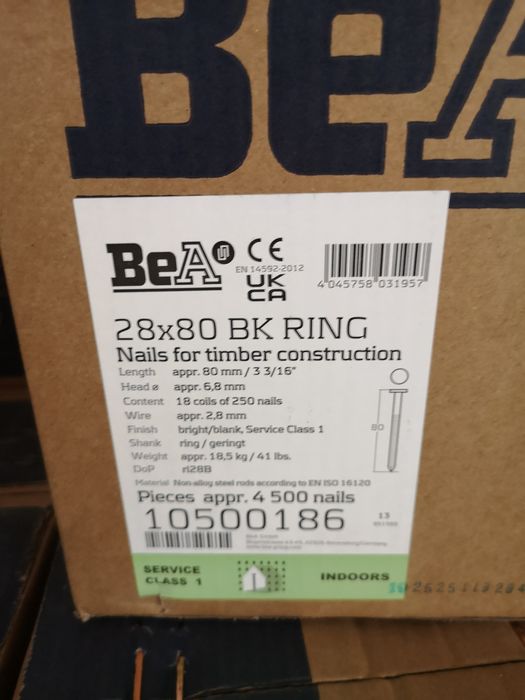 BeA
BeA
CE
EN 14592:2012
UK
CA
4 045758 031957
28x80 BK RING
Nails for timber construction
Length appr. 80 mm / 3 3/16"
Head ø appr. 6,8 mm
Content 18 coils of 250 nails
Wire appr. 2,8 mm
Finish bright/blank, Service Class 1
Shank ring / geringt
Weight appr. 18,5 kg / 41 lbs.
DoP ri28B
80
Material Non-alloy steel rods according to EN ISO 16120
Pieces appr. 4 500 nails
10500186
13
SERVICE
CLASS 1
INDOORS